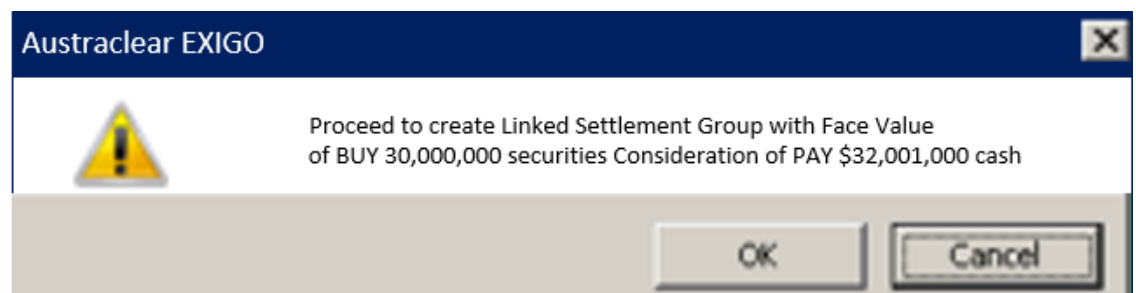 Austraclear EXIGO
Proceed to create Linked Settlement Group with Face Value
of BUY 30,000,000 securities Consideration of PAY $32,001,000 cash
OK Cancel